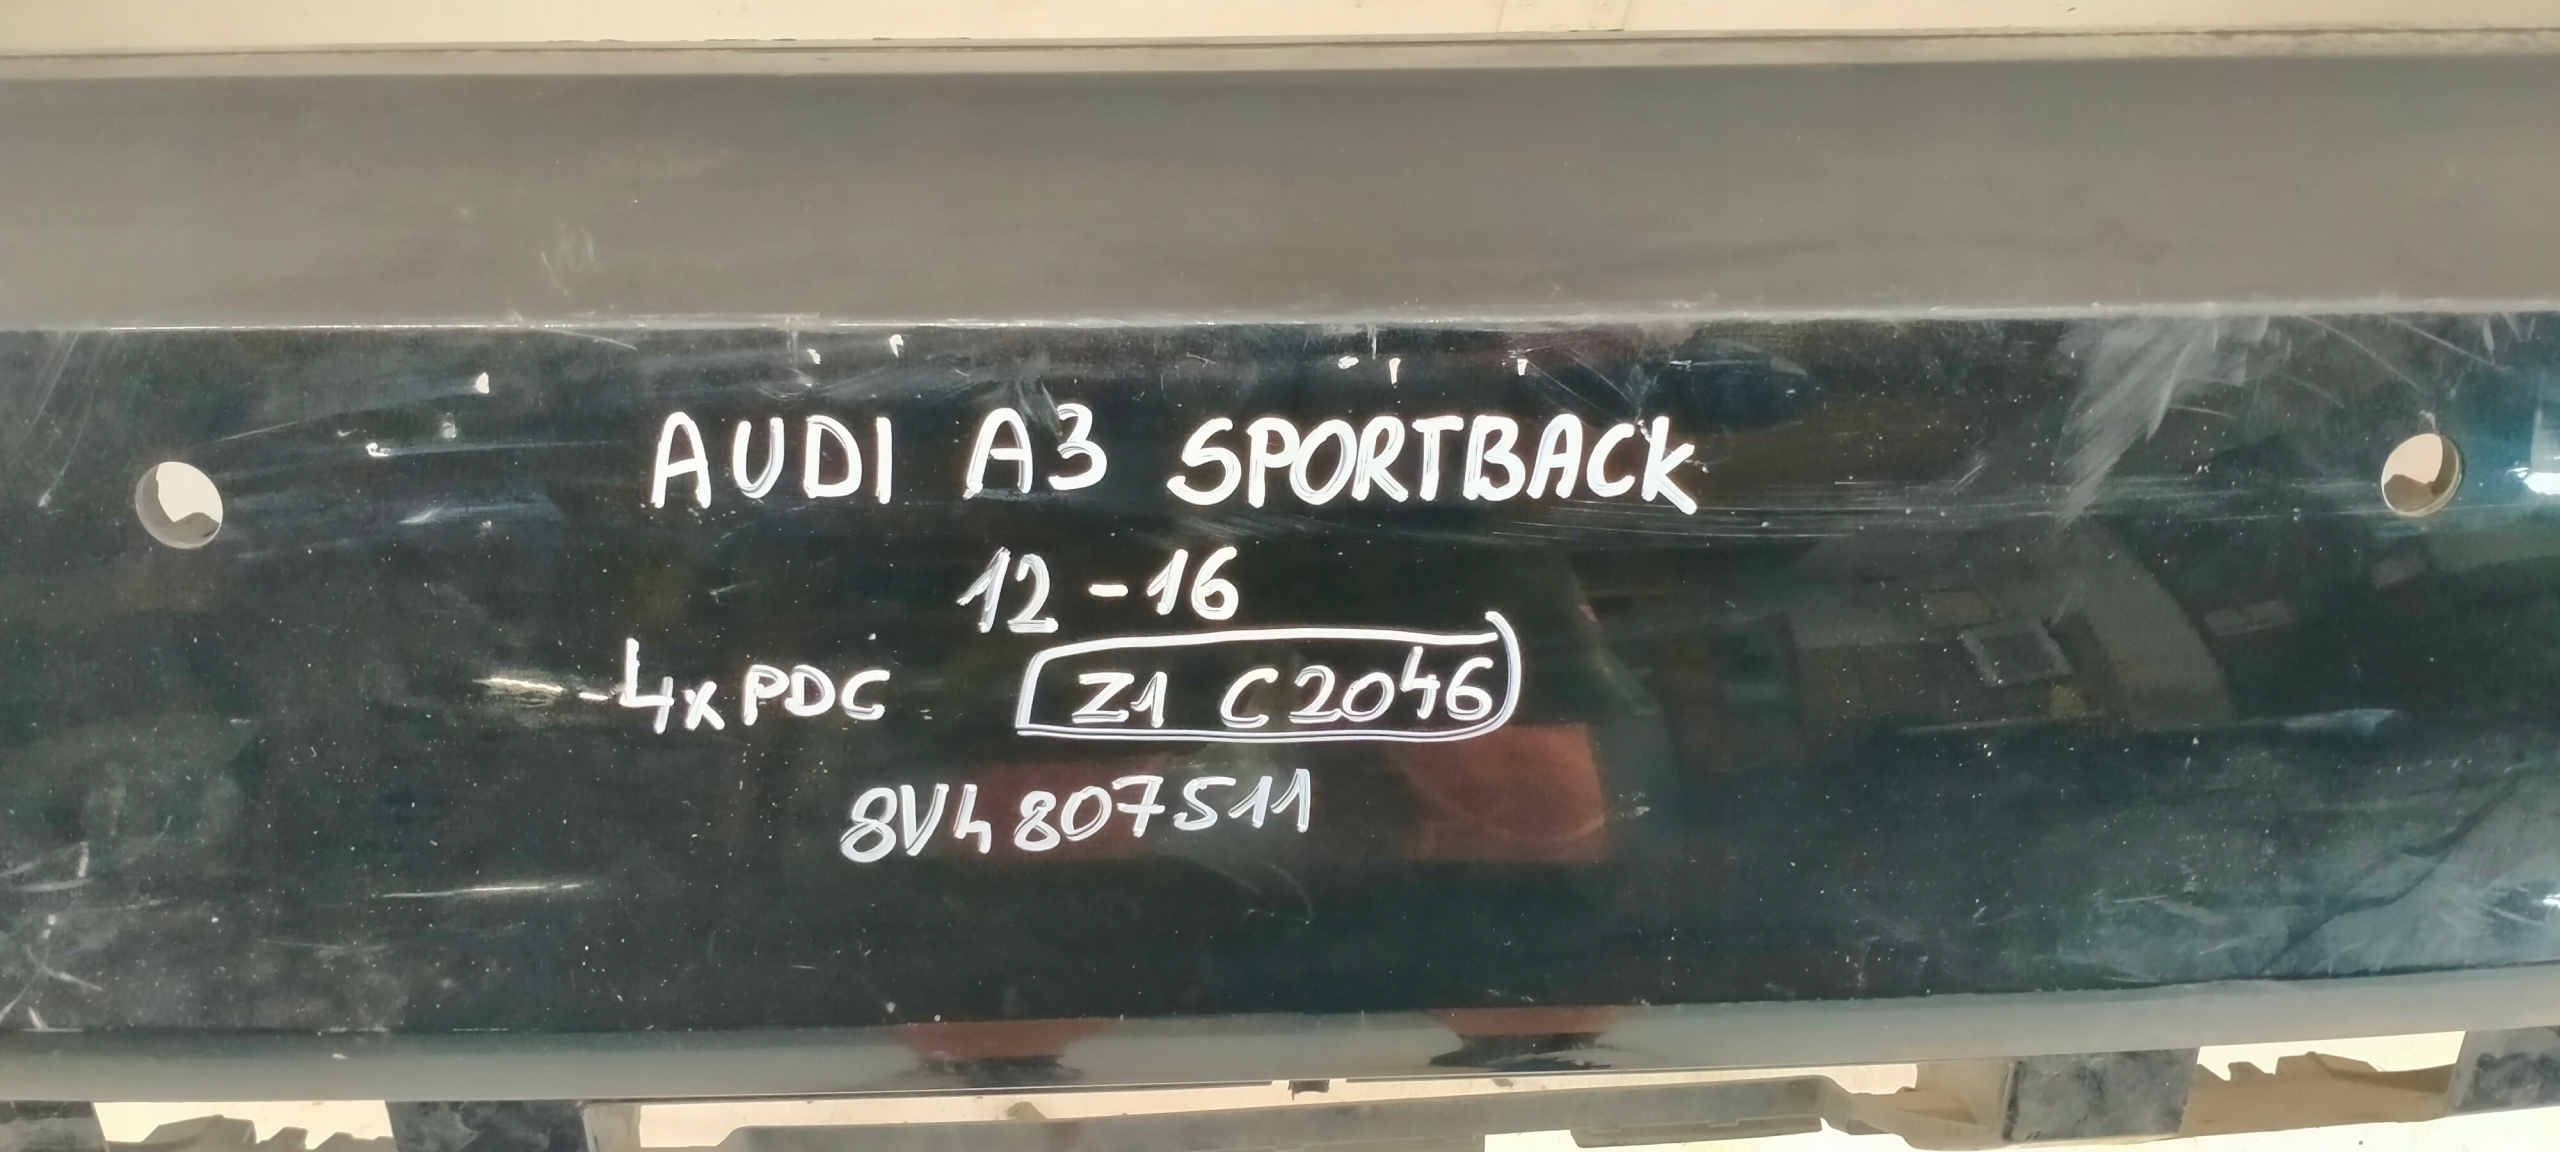 AUDI A3 SPORTBACK
12-16
4xPDC Z1 C2046
8V4807511